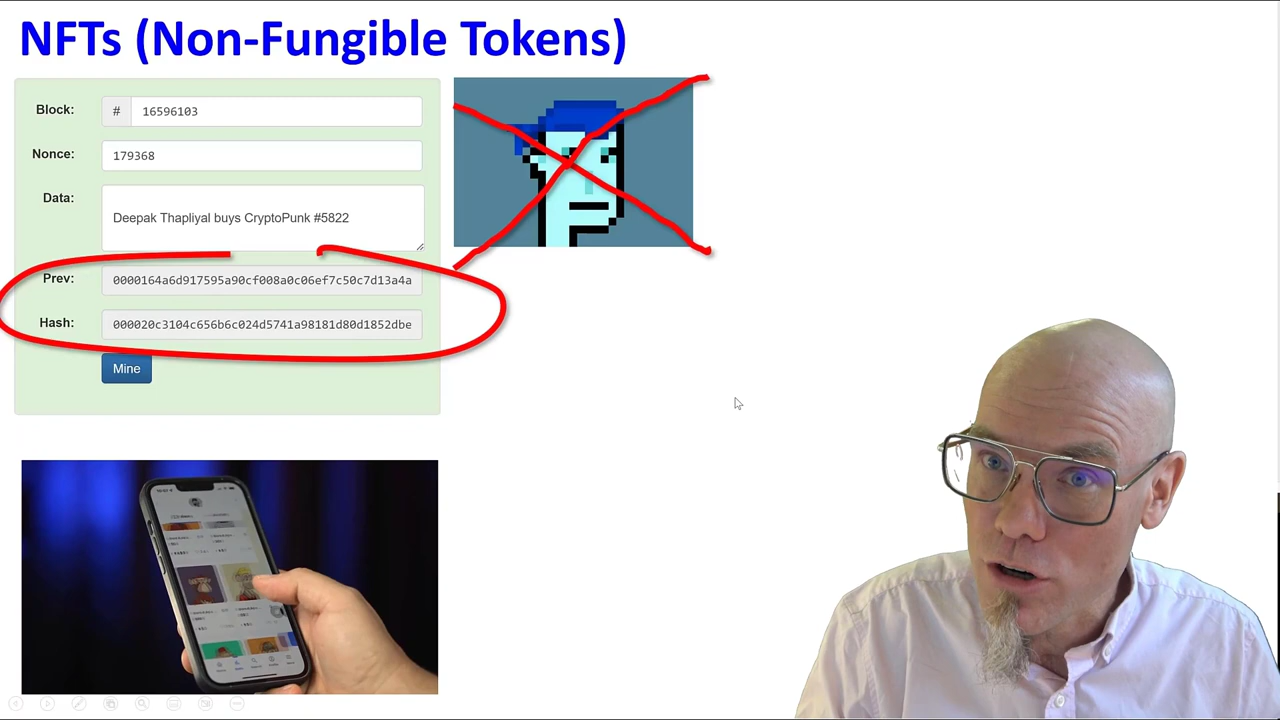 NFTs (Non-Fungible Tokens)
Block: # 16596103
Nonce: 179368
Data: Deepak Thapliyal buys CryptoPunk #5822
Prev: 0000164a6d917595a90cf008a0c06ef7c50c7d13a4a
Hash: 000020c3104c656b6c024d5741a98181d80d1852dbe
Mine